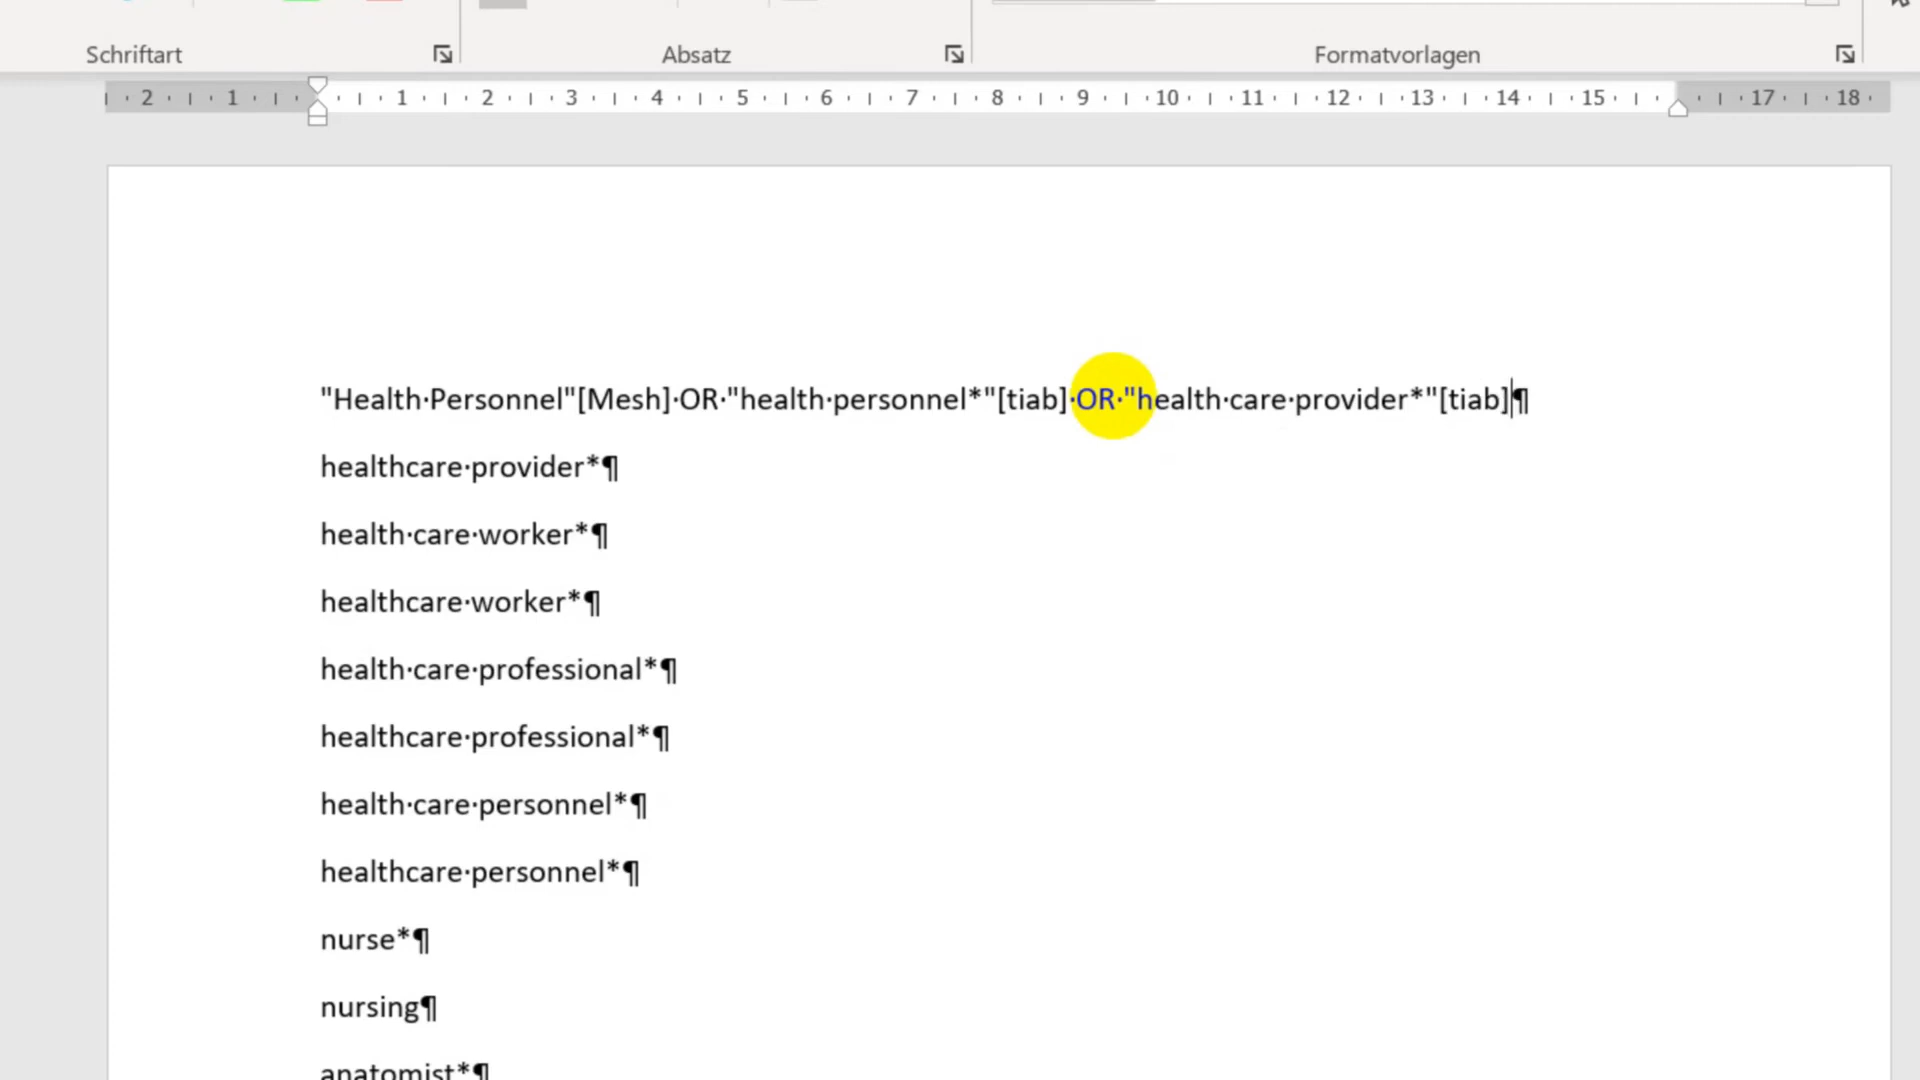 Schriftart Absatz Formatvorlagen
2 1 1 2 3 4 5 6 7 8 9 10 11 12 13 14 15 17 18
"Health·Personnel"[Mesh]·OR·"health·personnel*"[tiab]·OR·"health·care·provider*"[tiab]¶
healthcare·provider*¶
health·care·worker*¶
healthcare·worker*¶
health·care·professional*¶
healthcare·professional*¶
health·care·personnel*¶
healthcare·personnel*¶
nurse*¶
nursing¶
anatomist*¶